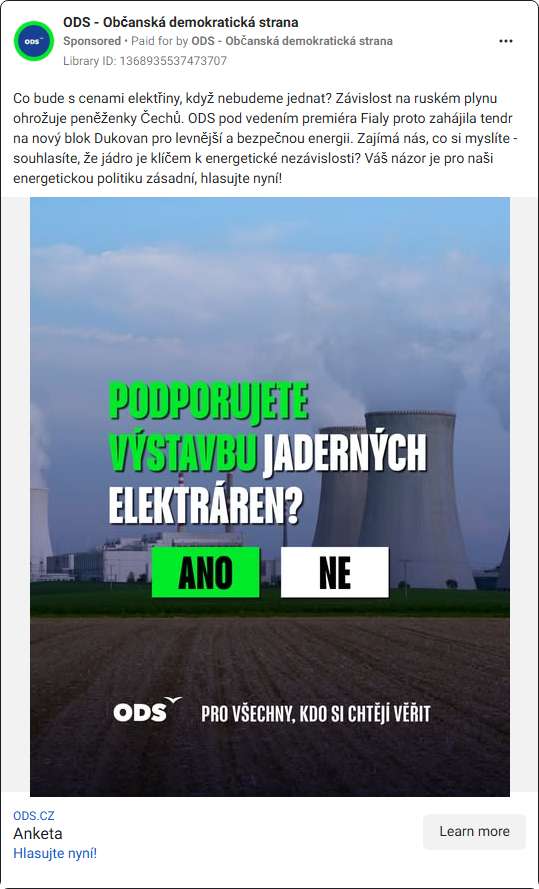 ODS - Občanská demokratická strana
Sponsored • Paid for by ODS - Občanská demokratická strana
Library ID: 1368935537473707
Co bude s cenami elektřiny, když nebudeme jednat? Závislost na ruském plynu
ohrožuje peněženky Čechů. ODS pod vedením premiéra Fialy proto zahájila tendr
na nový blok Dukovan pro levnější a bezpečnou energii. Zajímá nás, co si myslíte -
souhlasíte, že jádro je klíčem k energetické nezávislosti? Váš názor je pro naši
energetickou politiku zásadní, hlasujte nyní!
PODPORUJETE
VÝSTAVBU JADERNÝCH
ELEKTRÁREN?
ANO NE
ODS PRO VŠECHNY, KDO SI CHTĚJÍ VĚŘIT
ODS.CZ
Anketa
Hlasujte nyní!
Learn more